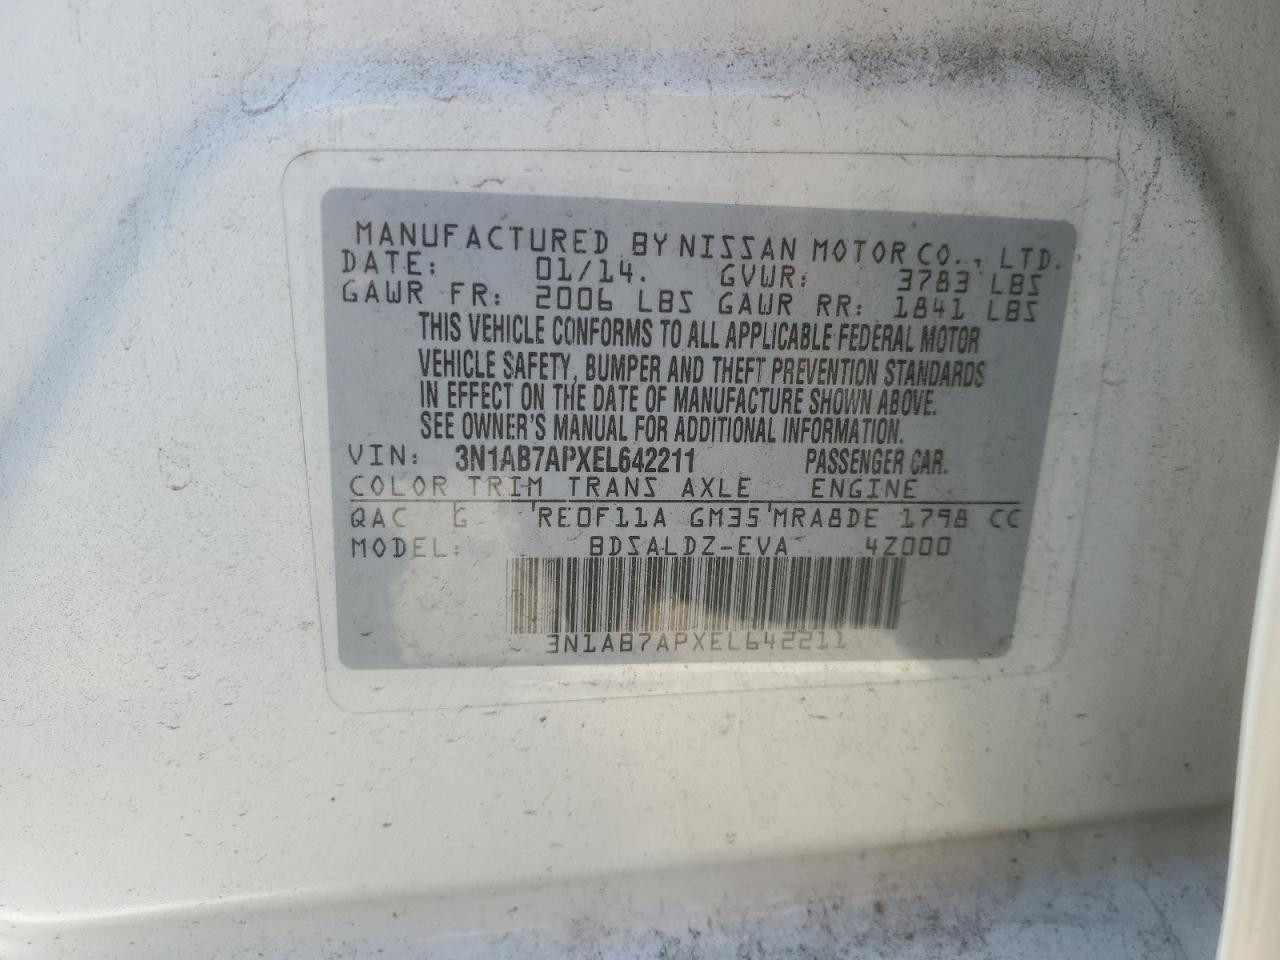 MANUFACTURED BY NISSAN MOTOR CO., LTD.
DATE: 01/14. GVWR: 3783 LBS
GAWR FR: 2006 LBS GAWR RR: 1841 LBS
THIS VEHICLE CONFORMS TO ALL APPLICABLE FEDERAL MOTOR
VEHICLE SAFETY, BUMPER AND THEFT PREVENTION STANDARDS
IN EFFECT ON THE DATE OF MANUFACTURE SHOWN ABOVE.
SEE OWNER'S MANUAL FOR ADDITIONAL INFORMATION.
VIN: 3N1AB7APXEL642211 PASSENGER CAR.
COLOR TRIM TRANS AXLE ENGINE
QAC G RE0F11A GM35 MRA8DE 1798 CC
MODEL: BDSALDZ-EVA 4Z000
3N1AB7APXEL642211